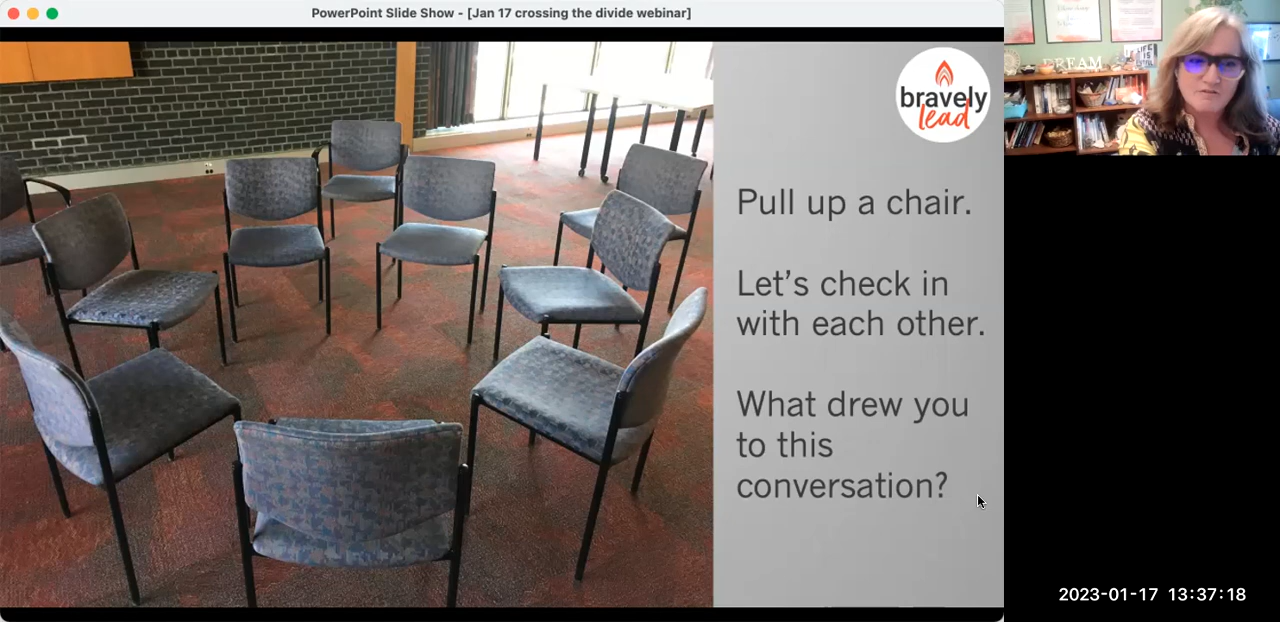 PowerPoint Slide Show - [Jan 17 crossing the divide webinar]
bravely
lead
Pull up a chair.
Let's check in
with each other.
What drew you
to this
conversation?
DREAM
2023-01-17 13:37:18